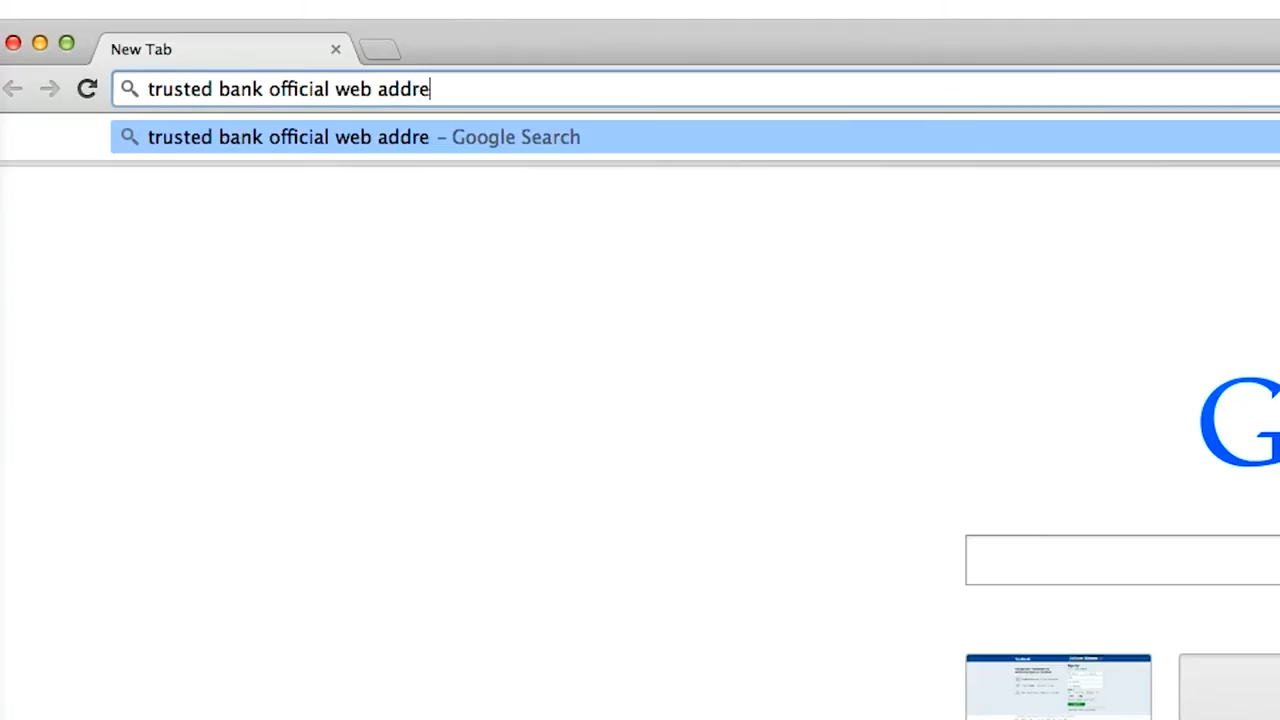 New Tab
trusted bank official web addre
trusted bank official web addre – Google Search
G